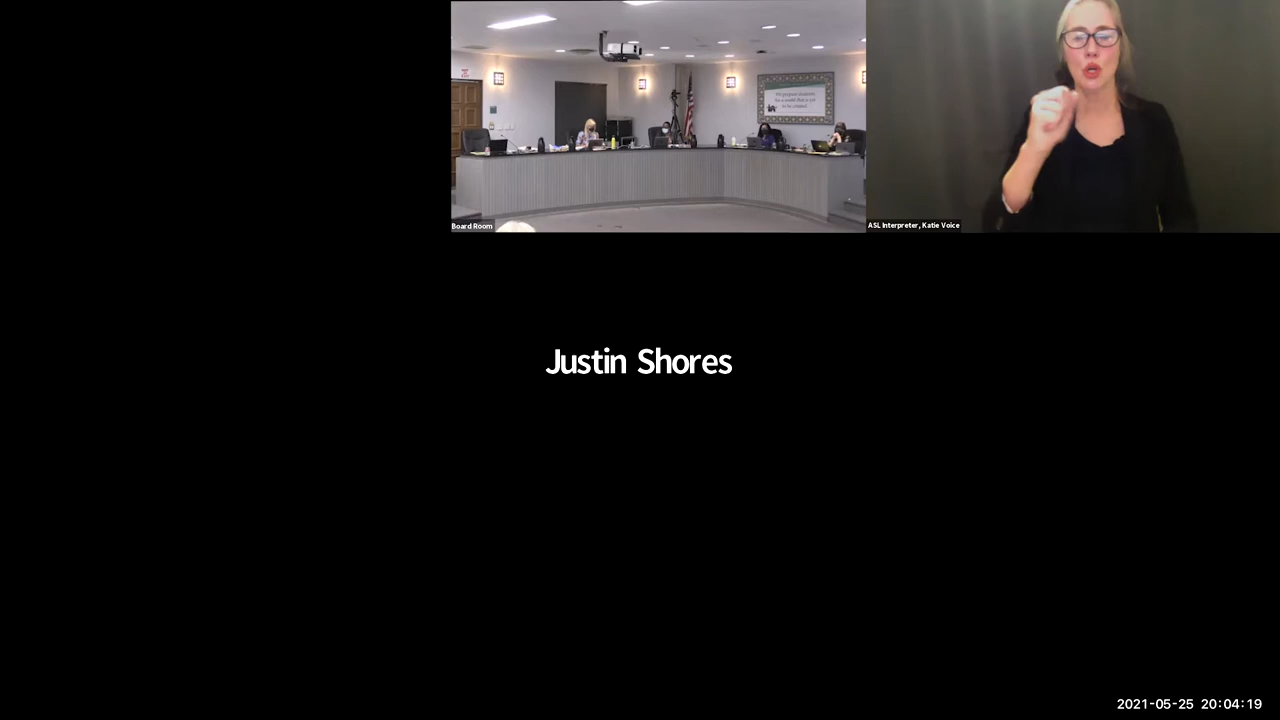 Board Room
ASL Interpreter, Katie Voice
Justin Shores
2021-05-25 20:04:19